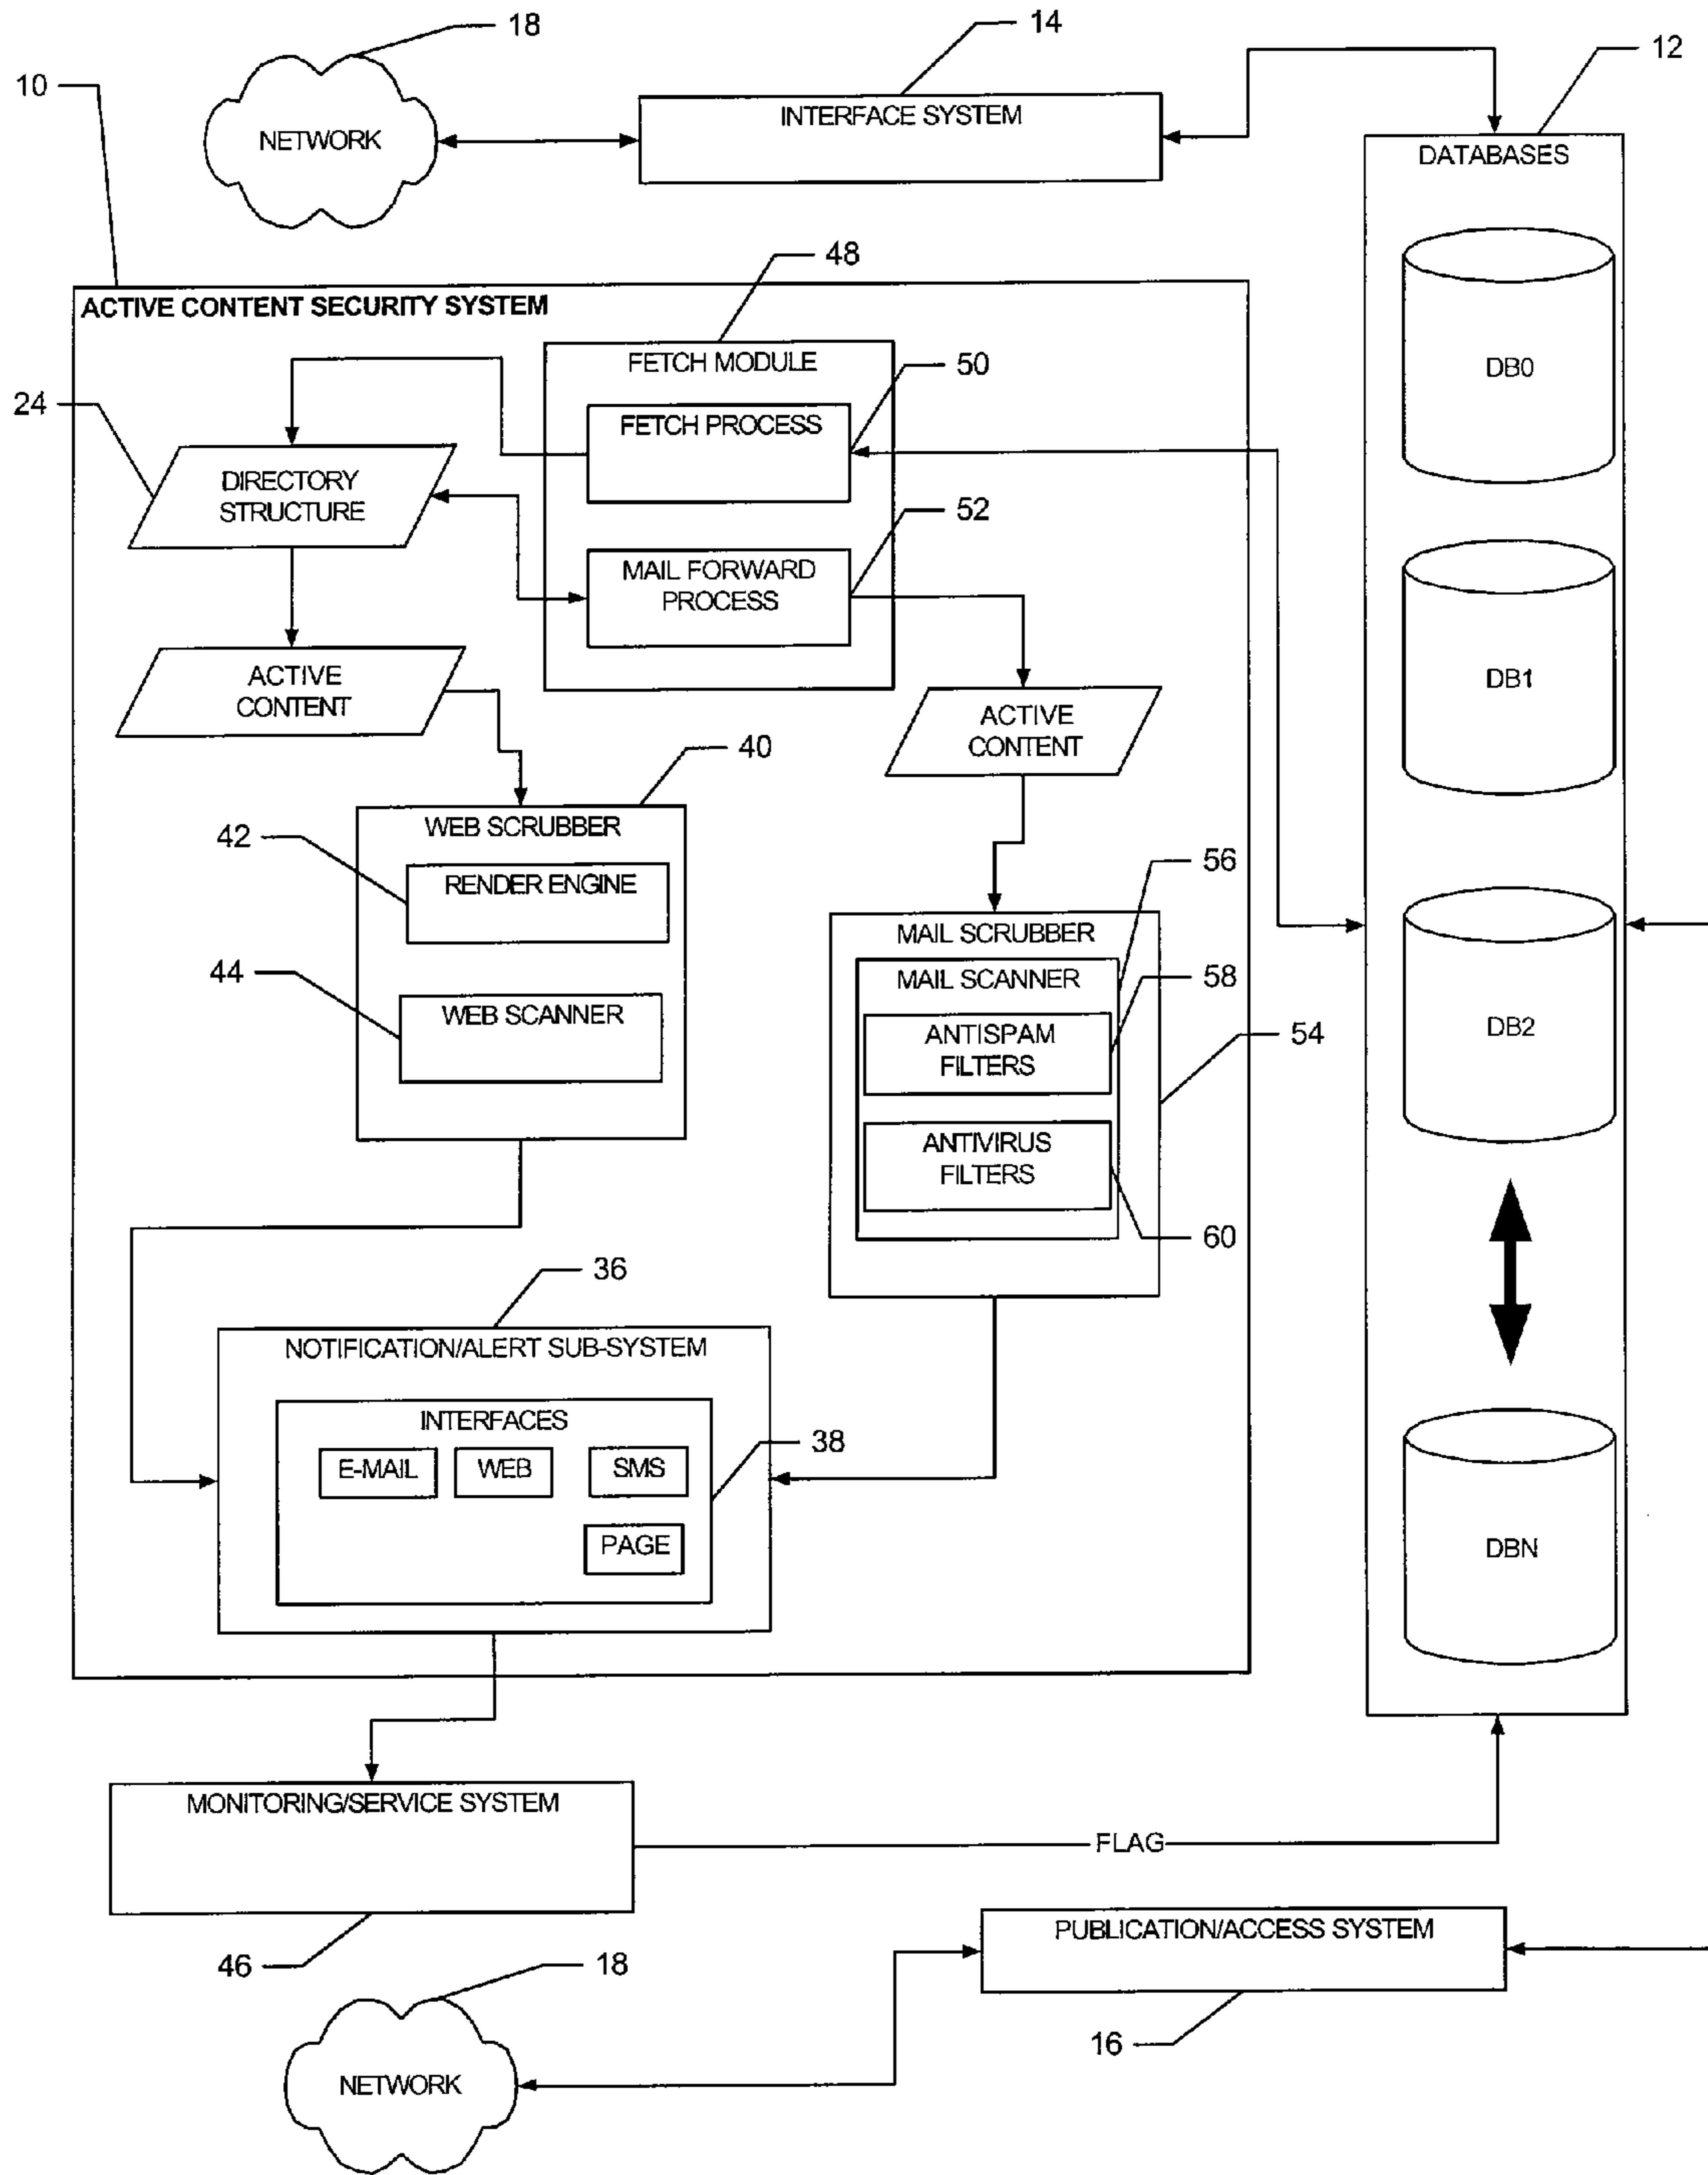 18
14
12
10
NETWORK
INTERFACE SYSTEM
DATABASES
48
ACTIVE CONTENT SECURITY SYSTEM
FETCH MODULE
50
DB0
24
FETCH PROCESS
DIRECTORY
STRUCTURE
52
MAIL FORWARD
PROCESS
DB1
ACTIVE
CONTENT
ACTIVE
CONTENT
40
WEB SCRUBBER
42
RENDER ENGINE
56
MAIL SCRUBBER
44
MAIL SCANNER
58
WEB SCANNER
ANTISPAM
FILTERS
54
DB2
ANTIVIRUS
FILTERS
60
36
NOTIFICATION/ALERT SUB-SYSTEM
INTERFACES
38
E-MAIL
WEB
SMS
PAGE
DBN
MONITORING/SERVICE SYSTEM
FLAG
PUBLICATION/ACCESS SYSTEM
46
18
16
NETWORK